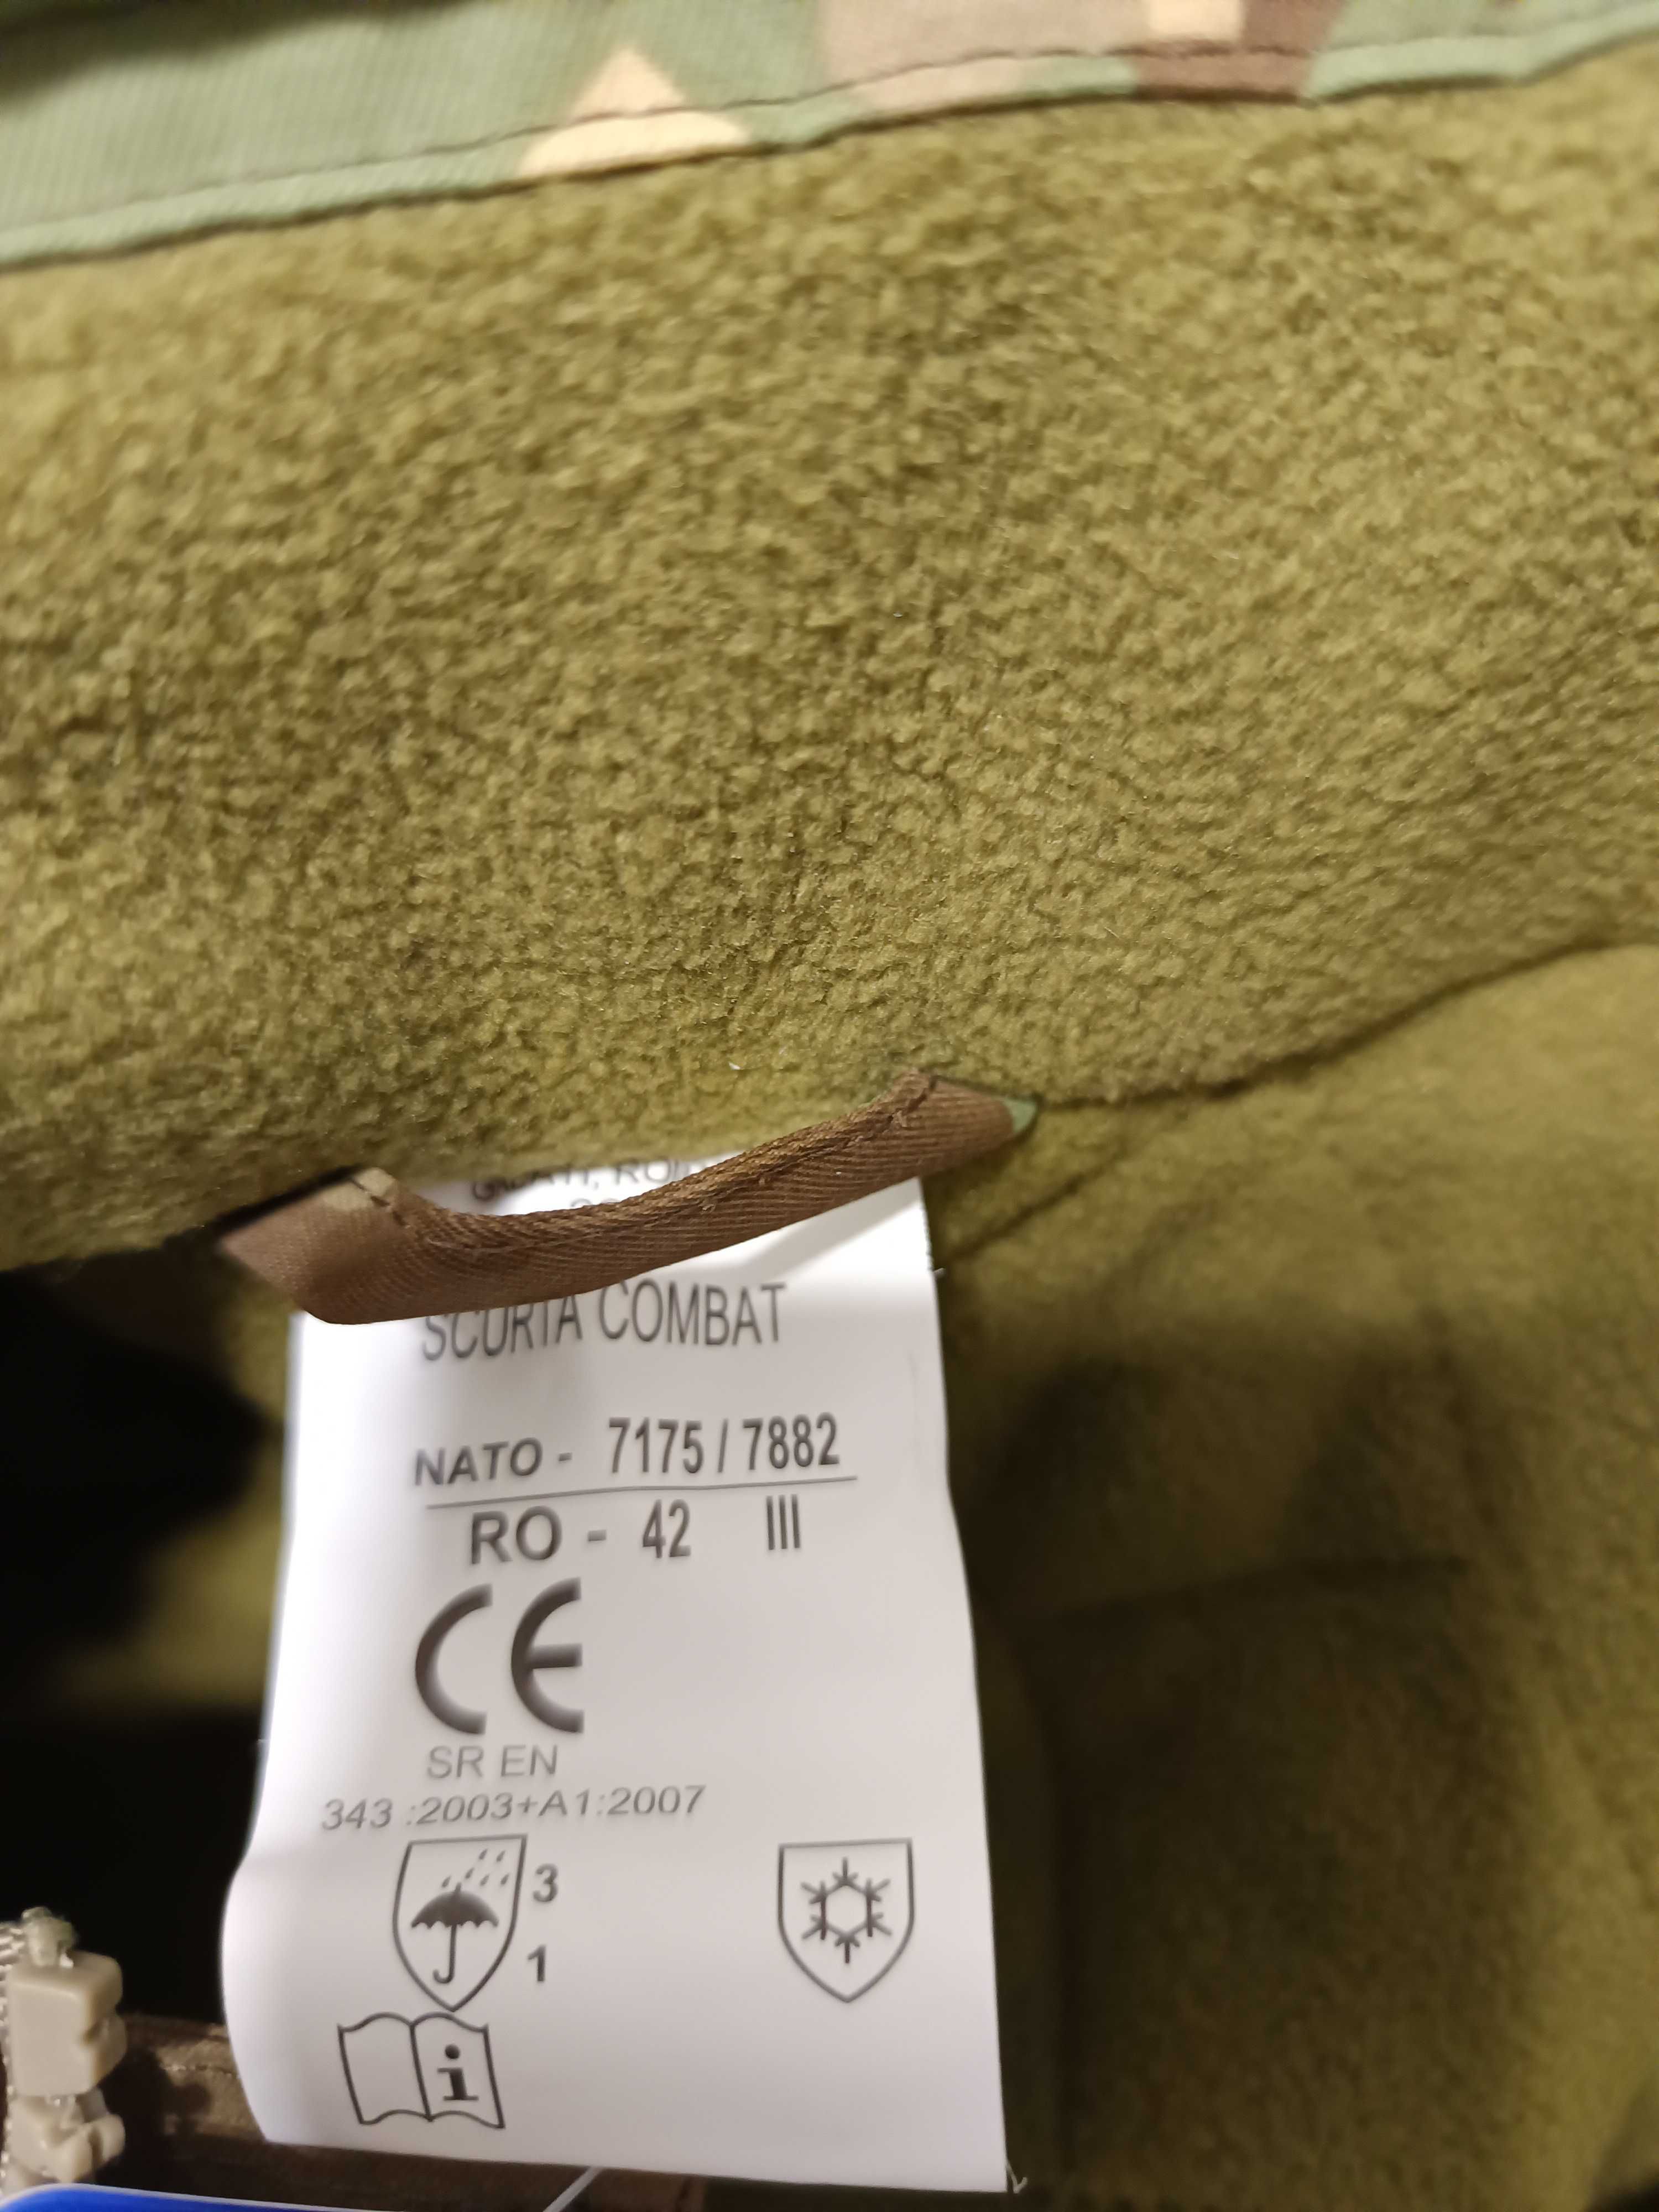 SCURTA COMBAT
NATO - 7175 / 7882
RO - 42 III
CE
SR EN
343 :2003+A1:2007
3
1
i